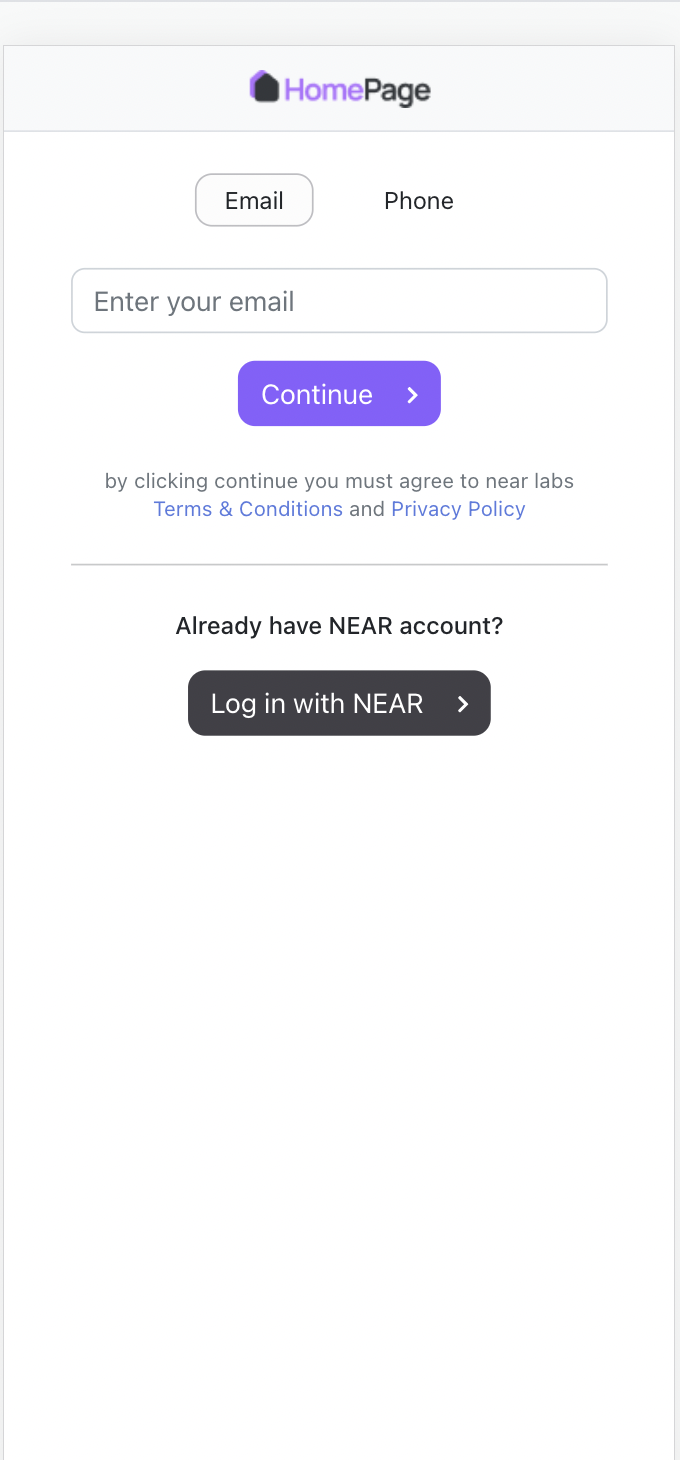 HomePage
Email Phone
Enter your email
Continue
by clicking continue you must agree to near labs
Terms & Conditions and Privacy Policy
Already have NEAR account?
Log in with NEAR